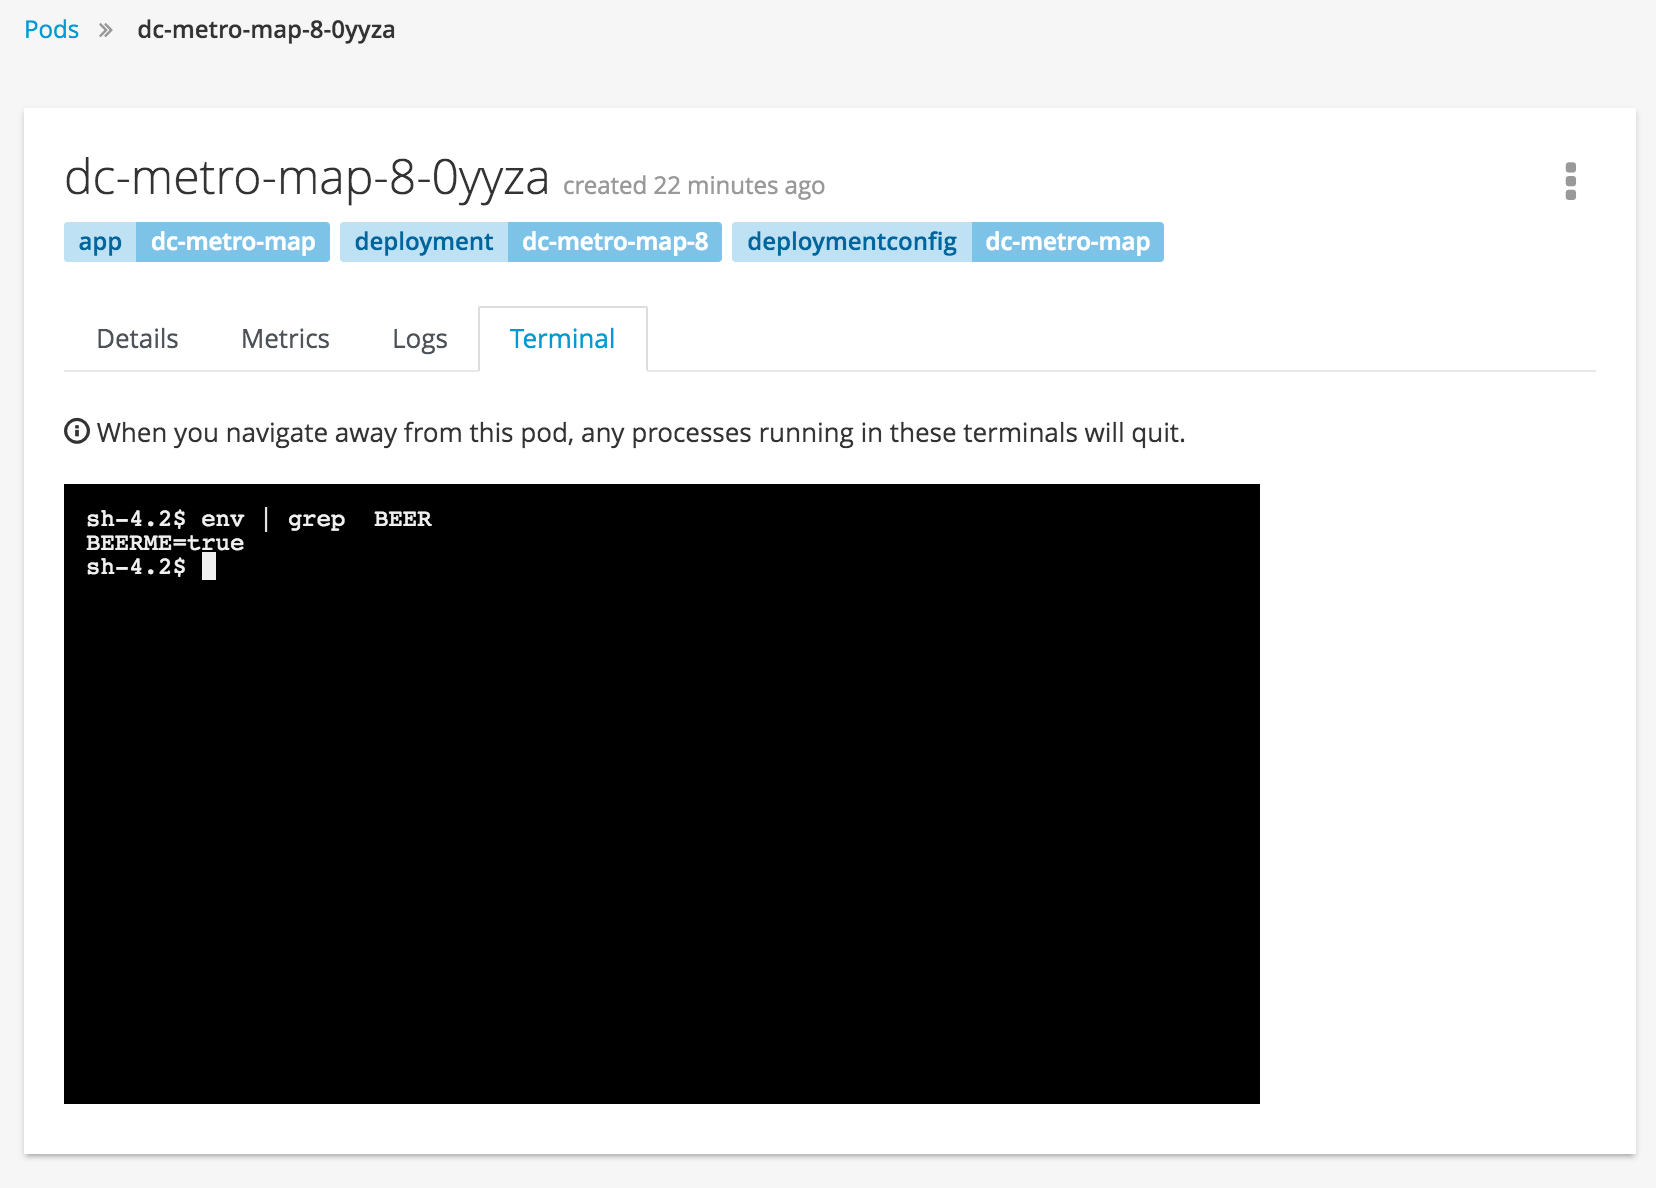 Pods » dc-metro-map-8-0yyza
dc-metro-map-8-0yyza created 22 minutes ago
app dc-metro-map deployment dc-metro-map-8 deploymentconfig dc-metro-map
Details Metrics Logs Terminal
When you navigate away from this pod, any processes running in these terminals will quit.
sh-4.2$ env | grep  BEER
BEERME=true
sh-4.2$